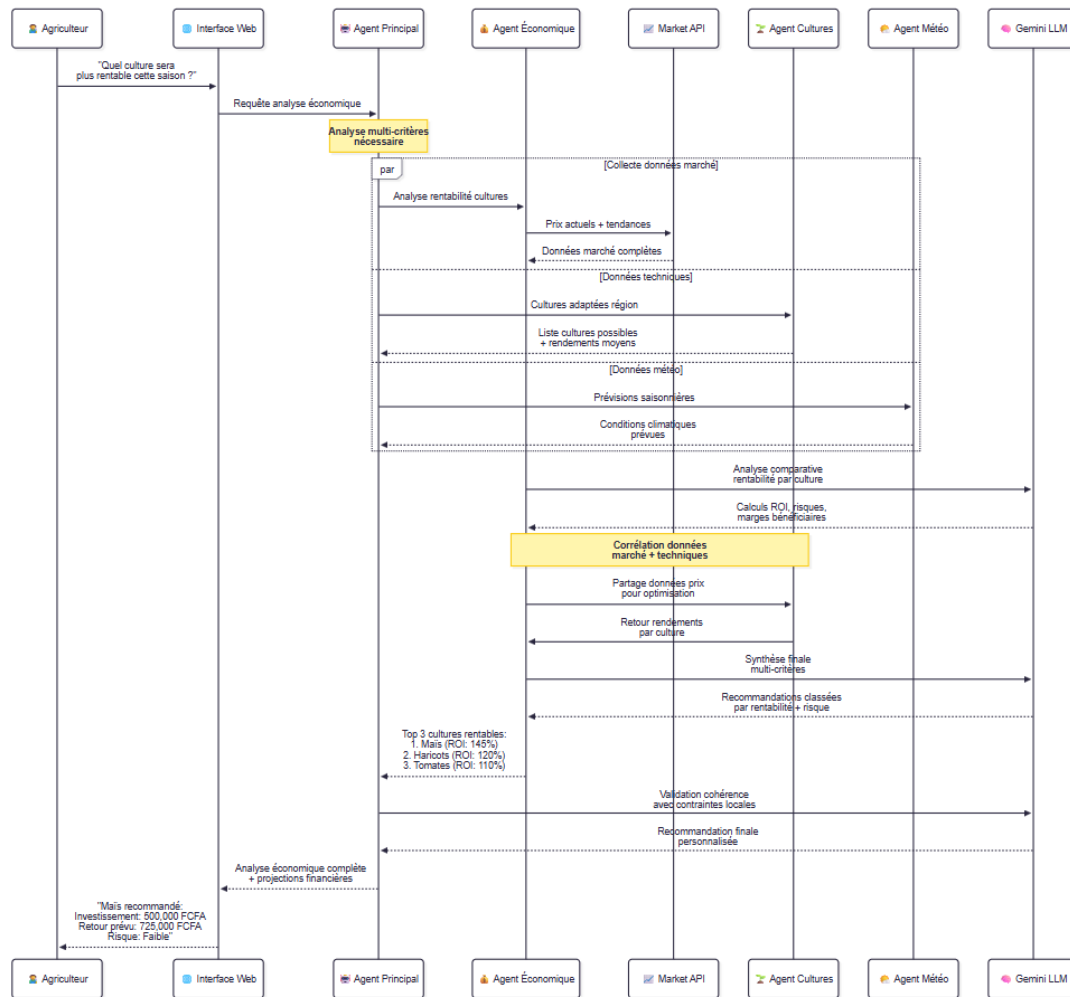 Agriculteur
Interface Web
Agent Principal
Agent Économique
Market API
Agent Cultures
Agent Météo
Gemini LLM
"Quel culture sera
plus rentable cette saison ?"
Requête analyse économique
Analyse multi-critères
nécessaire
par
[Collecte données marché]
Analyse rentabilité cultures
Prix actuels + tendances
Données marché complètes
[Données techniques]
Cultures adaptées région
Liste cultures possibles
+ rendements moyens
[Données météo]
Prévisions saisonnières
Conditions climatiques
prévues
Analyse comparative
rentabilité par culture
Calculs ROI, risques,
marges bénéficiaires
Corrélation données
marché + techniques
Partage données prix
pour optimisation
Retour rendements
par culture
Synthèse finale
multi-critères
Recommandations classées
par rentabilité + risque
Top 3 cultures rentables:
1. Maïs (ROI: 145%)
2. Haricots (ROI: 120%)
3. Tomates (ROI: 110%)
Validation cohérence
avec contraintes locales
Recommandation finale
personnalisée
Analyse économique complète
+ projections financières
"Maïs recommandé:
Investissement: 500,000 FCFA
Retour prévu: 725,000 FCFA
Risque: Faible"
Agriculteur
Interface Web
Agent Principal
Agent Économique
Market API
Agent Cultures
Agent Météo
Gemini LLM